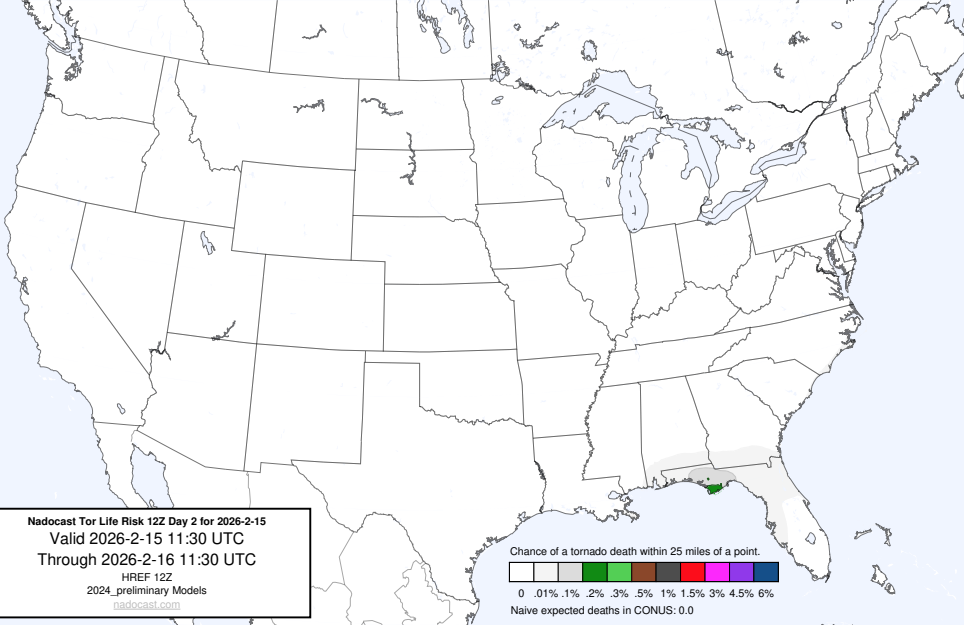 Nadocast Tor Life Risk 12Z Day 2 for 2026-2-15
Valid 2026-2-15 11:30 UTC
Through 2026-2-16 11:30 UTC
HREF 12Z
2024_preliminary Models
nadocast.com
Chance of a tornado death within 25 miles of a point.
0 .01% .1% .2% .3% .5% 1% 1.5% 3% 4.5% 6%
Naive expected deaths in CONUS: 0.0